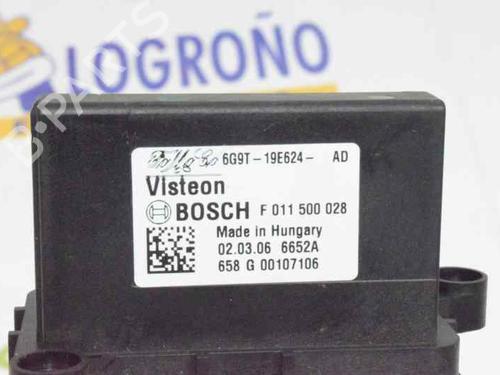 LOGROÑO
B-PARTS
6G9T-19E624- AD
Visteon
BOSCH F 011 500 028
Made in Hungary
02.03.06 6652A
658 G 00107106